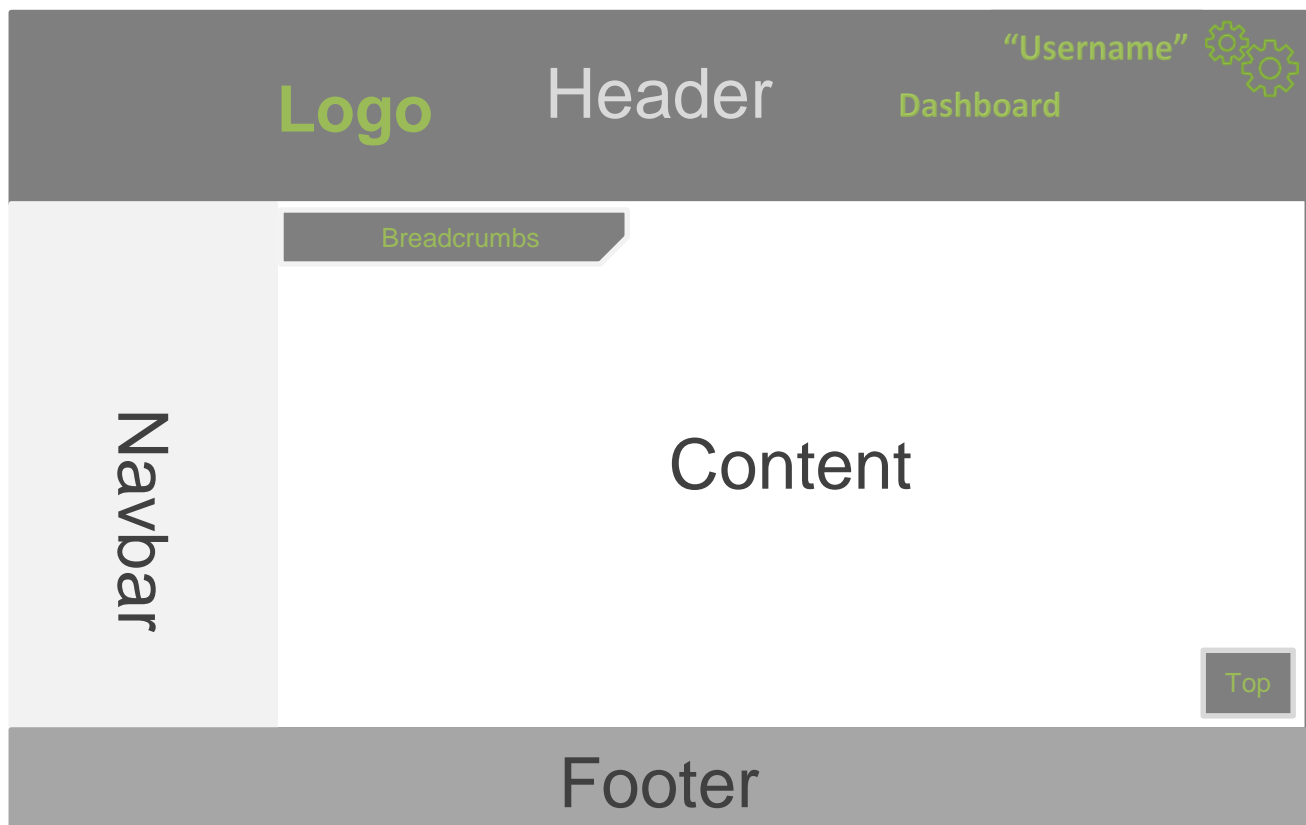 “Username”
Logo
Header
Dashboard
Breadcrumbs
Navbar
Content
Top
Footer